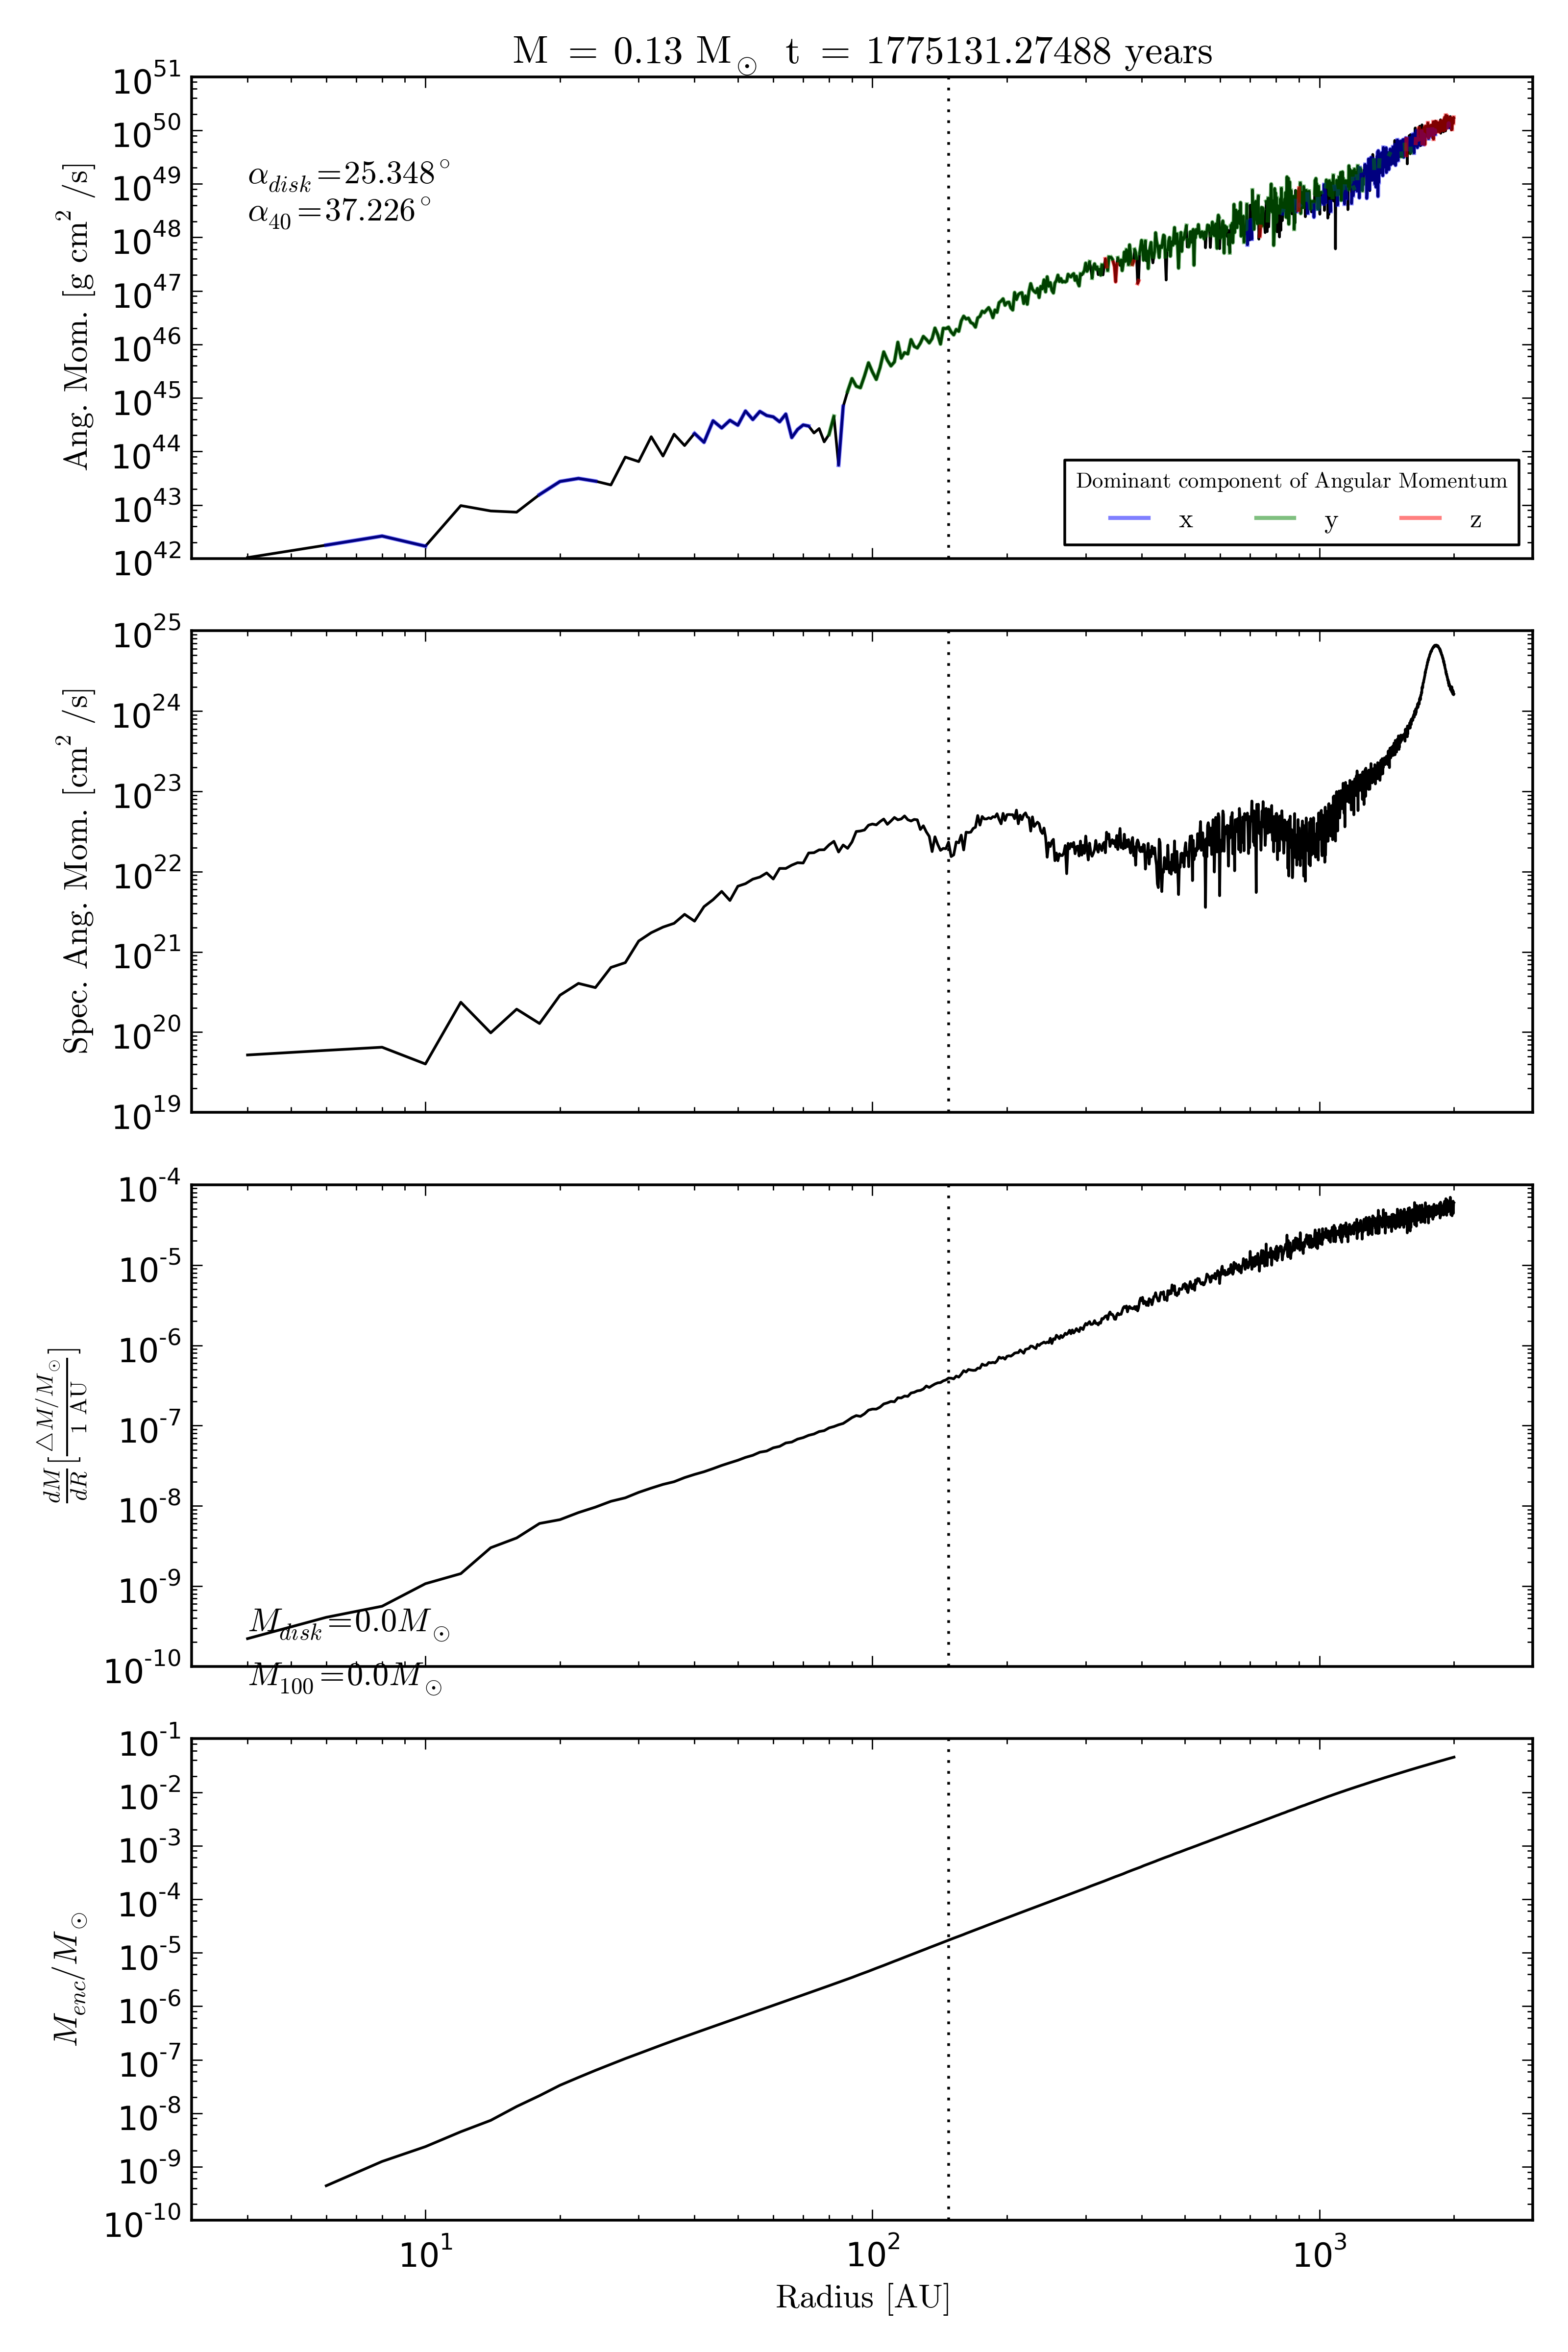 M = 0.13 M⊙ t = 1775131.27488 years
10^51
10^50
10^49
10^48
10^47
10^46
10^45
10^44
10^43
10^42
Ang. Mom. [g cm^2 /s]
α_disk=25.348°
α_40=37.226°
Dominant component of Angular Momentum
x y z
10^25
10^24
10^23
10^22
10^21
10^20
10^19
Spec. Ang. Mom. [cm^2 /s]
10^-4
10^-5
10^-6
10^-7
10^-8
10^-9
10^-10
dM/dR [△M/M⊙ / 1 AU]
M_disk=0.0M⊙
M_100=0.0M⊙
10^-1
10^-2
10^-3
10^-4
10^-5
10^-6
10^-7
10^-8
10^-9
10^-10
M_enc/M⊙
10^1 10^2 10^3
Radius [AU]